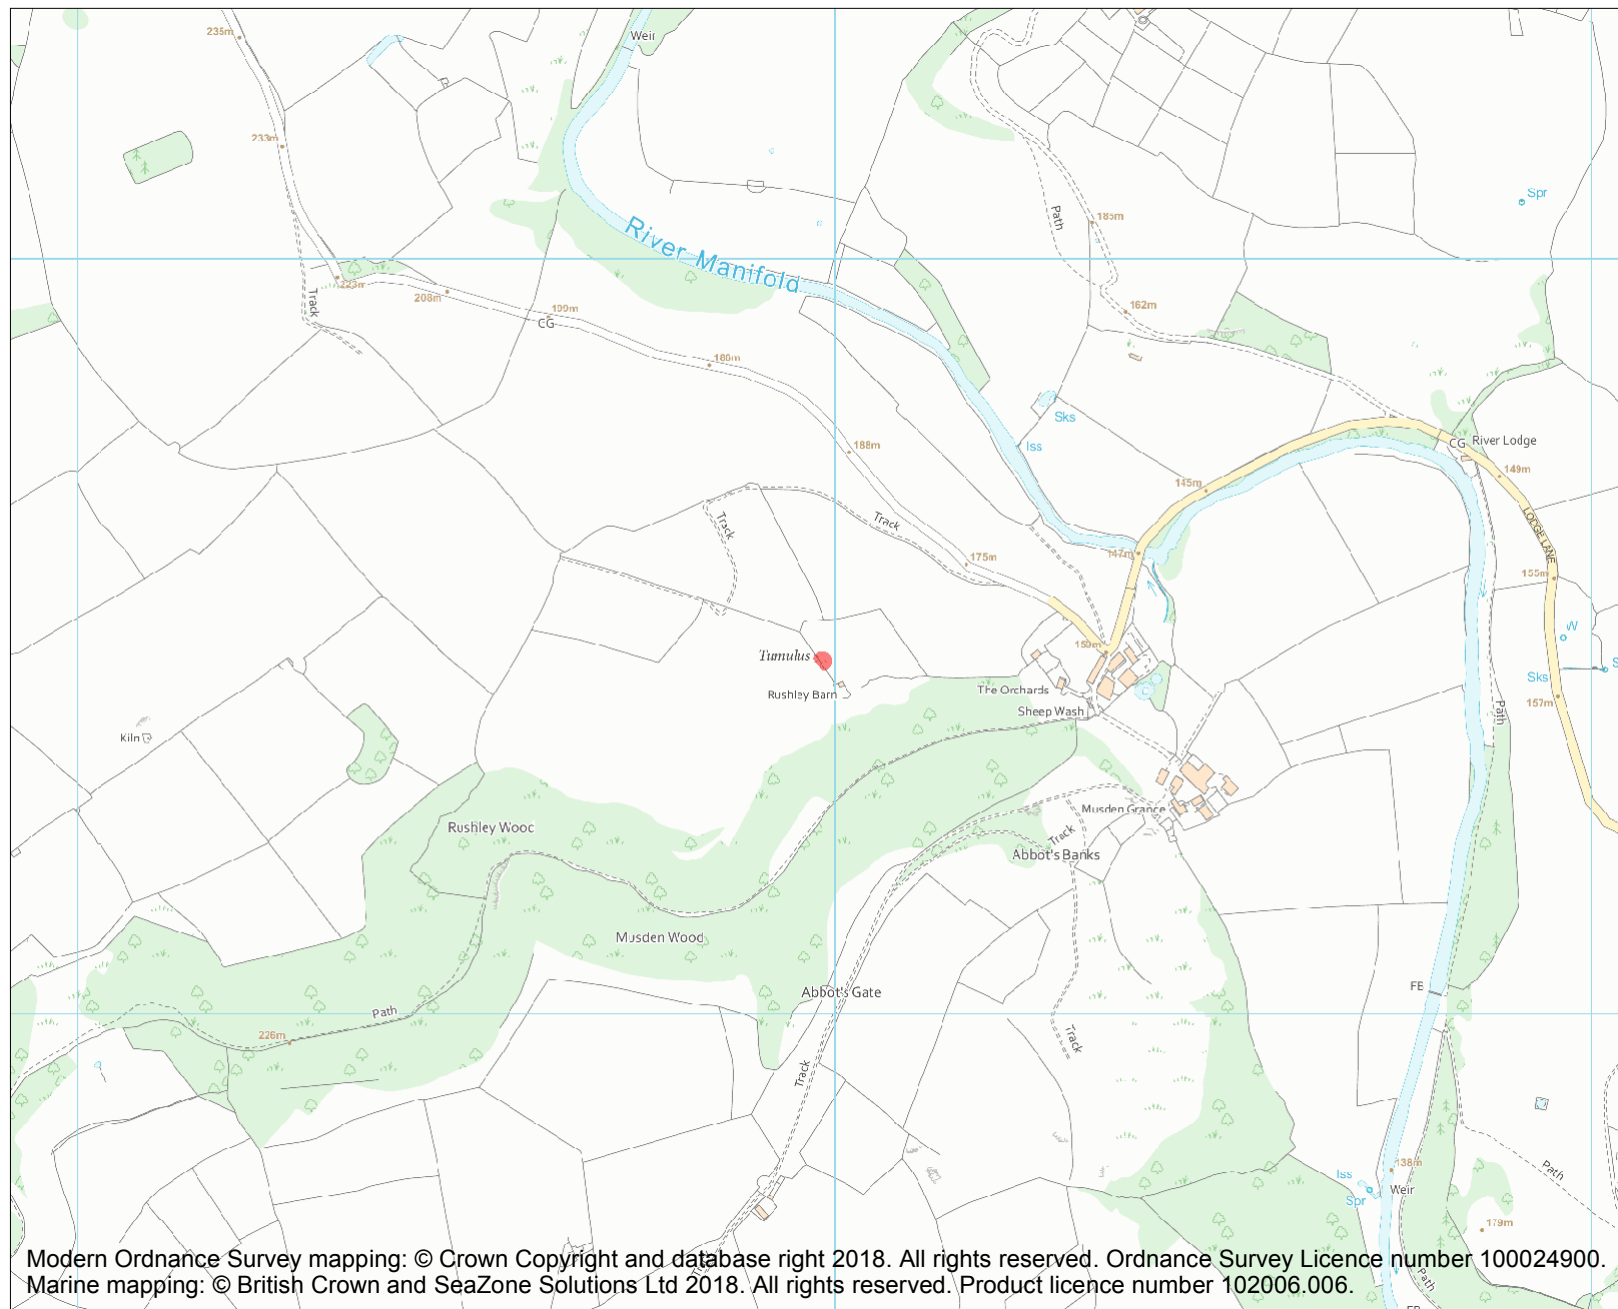 235m
Weir
233m
Spr
Path
185m
River Manifold
Track
223m
208m
199m
CG
162m
186m
Sks
Iss
188m
CG River Lodge
149m
145m
Track
Track
LODGE LANE
147m
175m
155m
W
150m
Tumulus
Rushley Barn
The Orchards
Sheep Wash
Sks
157m
Path
Kiln
Musden Grange
Rushley Wood
Track
Abbot's Banks
Musden Wood
Abbot's Gate
FB
Path
226m
Track
Track
138m
Iss
Weir
Spr
Path
179m
Track
Path
FB
Modern Ordnance Survey mapping: © Crown Copyright and database right 2018. All rights reserved. Ordnance Survey Licence number 100024900.
Marine mapping: © British Crown and SeaZone Solutions Ltd 2018. All rights reserved. Product licence number 102006.006.